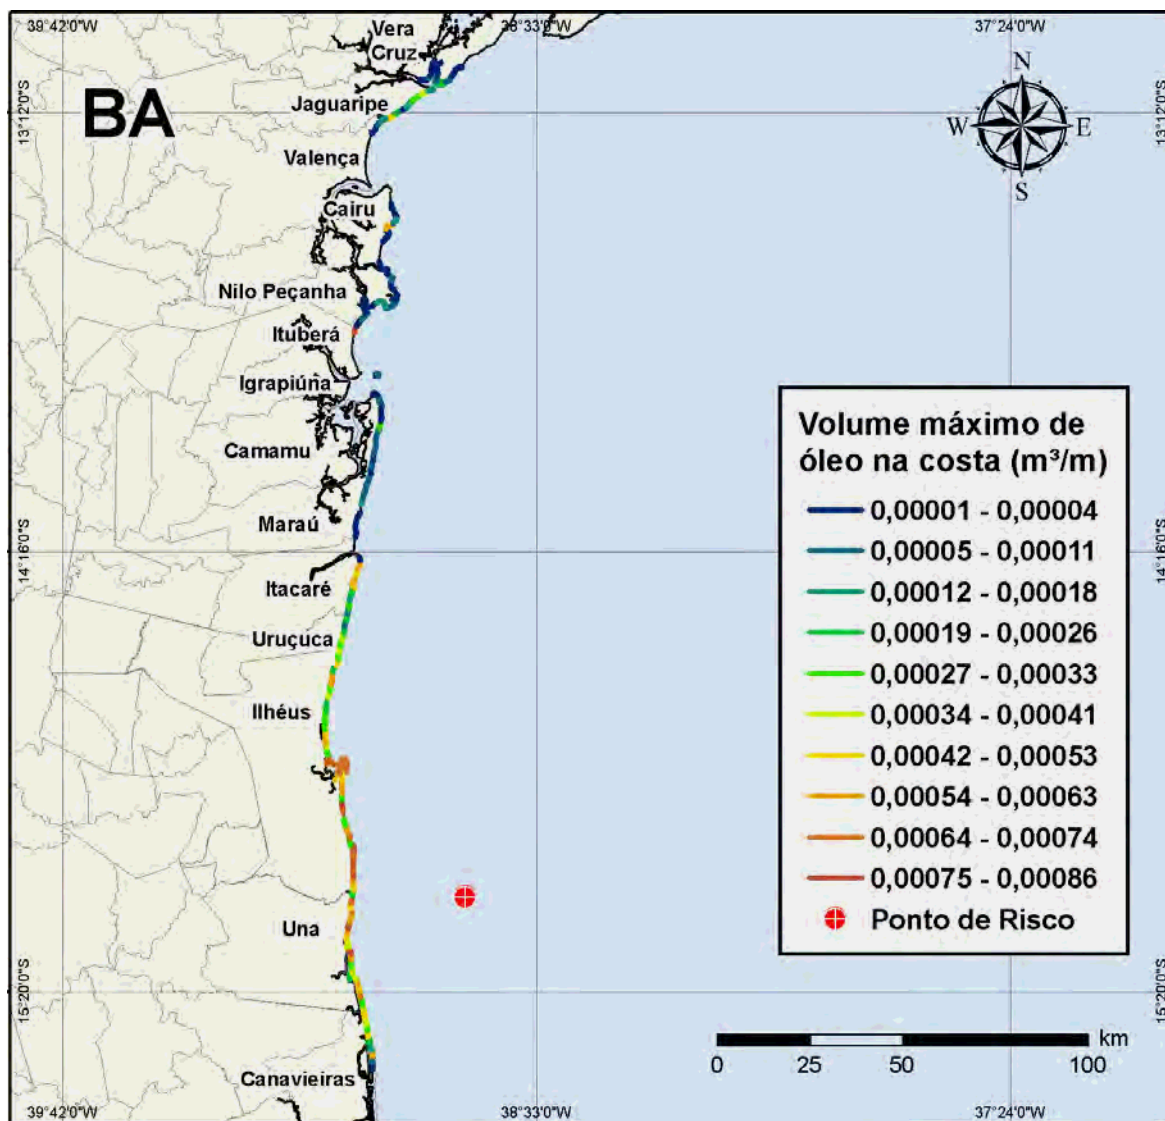 39°42'0"W
38°33'0"W
37°24'0"W
Vera
Cruz
N
Jaguaripe
BA
13°12'0"S
13°12'0"S
W
E
Valença
S
Cairu
Nilo Peçanha
Ituberá
Igrapiúna
Camamu
Maraú
14°16'0"S
14°16'0"S
Itacaré
Uruçuca
Ilhéus
Una
15°20'0"S
15°20'0"S
Canavieiras
Volume máximo de
óleo na costa (m³/m)
0,00001 - 0,00004
0,00005 - 0,00011
0,00012 - 0,00018
0,00019 - 0,00026
0,00027 - 0,00033
0,00034 - 0,00041
0,00042 - 0,00053
0,00054 - 0,00063
0,00064 - 0,00074
0,00075 - 0,00086
Ponto de Risco
km
0 25 50 100
39°42'0"W
38°33'0"W
37°24'0"W